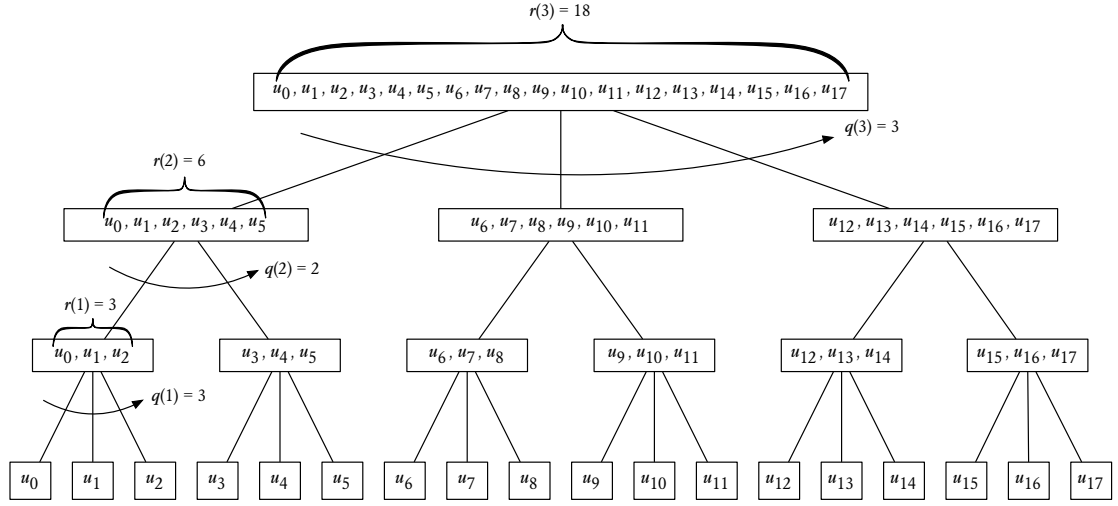 r(3) = 18
u0, u1, u2, u3, u4, u5, u6, u7, u8, u9, u10, u11, u12, u13, u14, u15, u16, u17
q(3) = 3
r(2) = 6
u0, u1, u2, u3, u4, u5
u6, u7, u8, u9, u10, u11
u12, u13, u14, u15, u16, u17
q(2) = 2
r(1) = 3
u0, u1, u2
u3, u4, u5
u6, u7, u8
u9, u10, u11
u12, u13, u14
u15, u16, u17
q(1) = 3
u0
u1
u2
u3
u4
u5
u6
u7
u8
u9
u10
u11
u12
u13
u14
u15
u16
u17